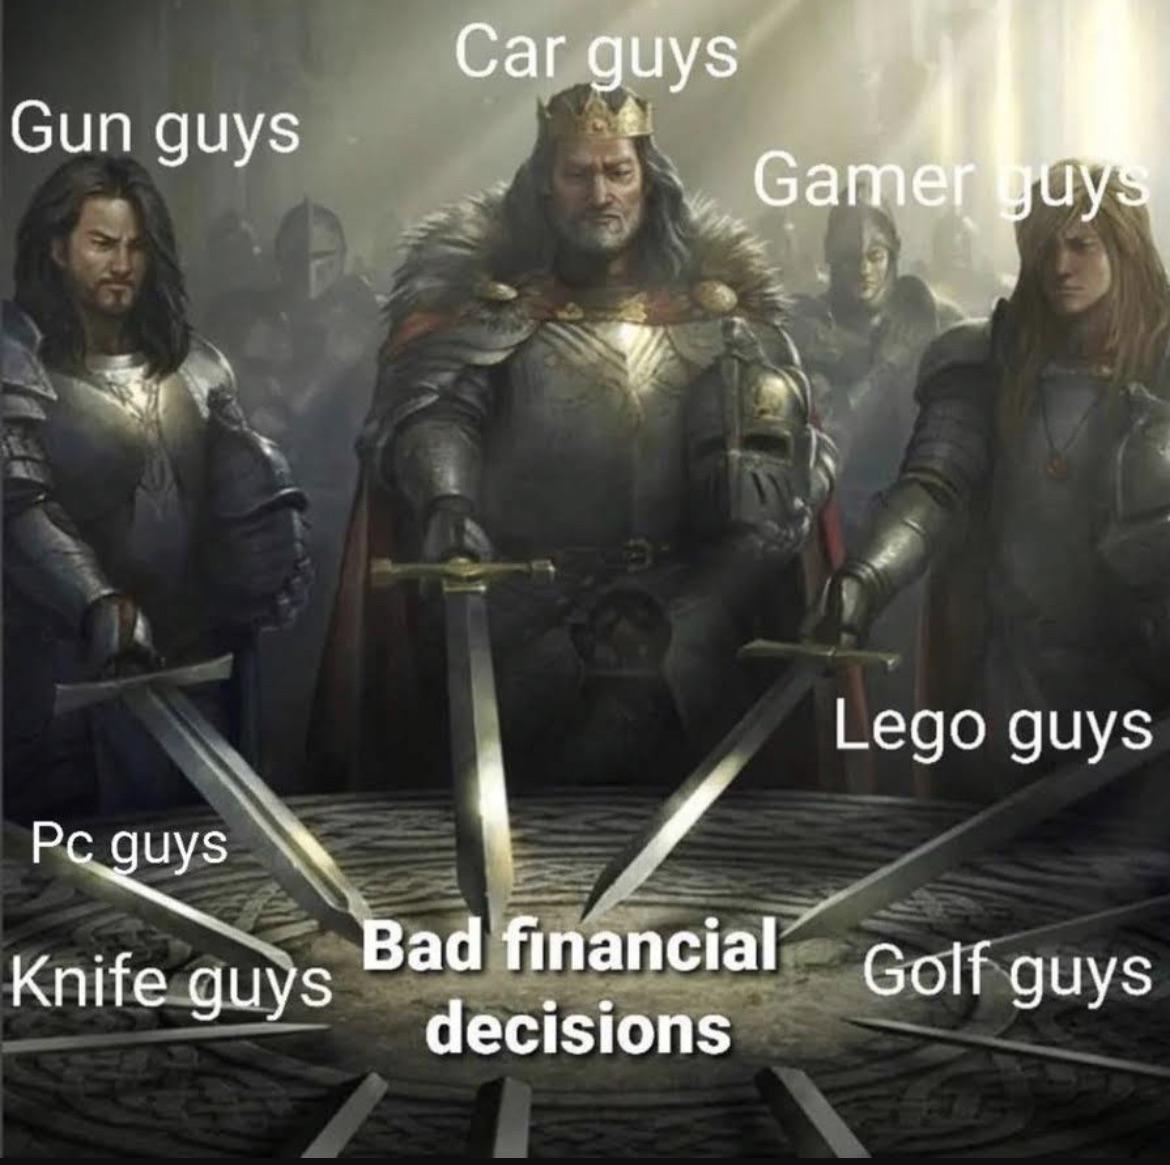 Car guys
Gun guys
Gamer guys
Lego guys
Pc guys
Bad financial
decisions
Knife guys
Golf guys